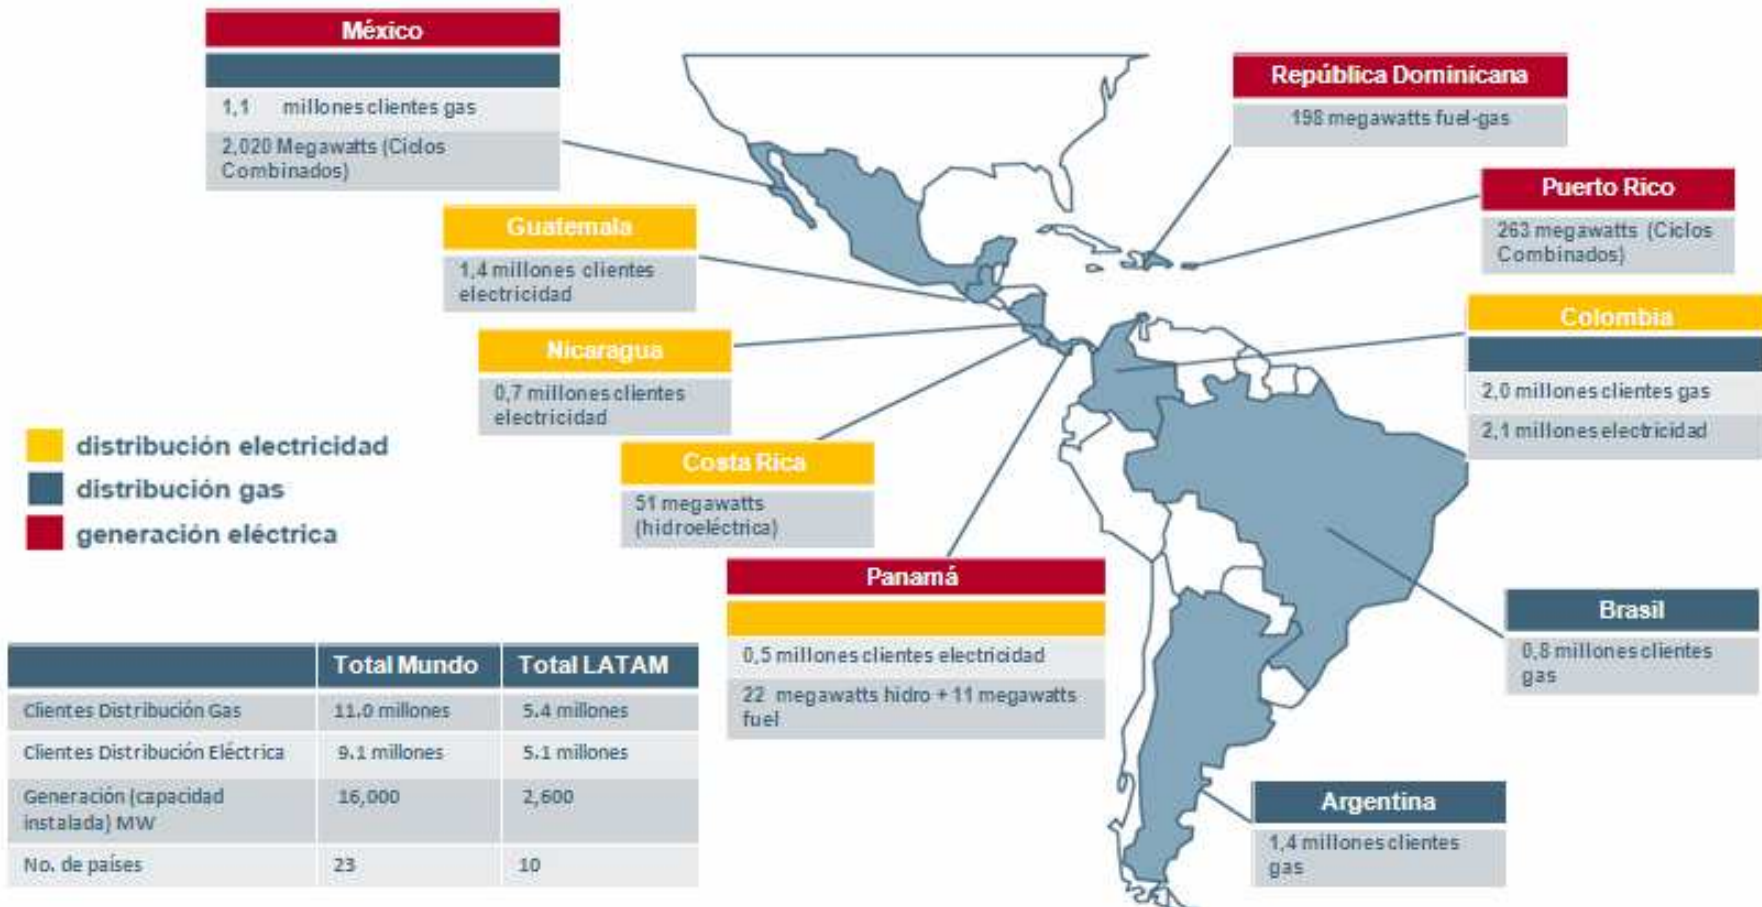 México
1,1 millones clientes gas
2,020 Megawatts (Ciclos
Combinados)
República Dominicana
198 megawatts fuel-gas
Puerto Rico
263 megawatts (Ciclos
Combinados)
Guatemala
1,4 millones clientes
electricidad
Colombia
2,0 millones clientes gas
2,1 millones electricidad
Nicaragua
0,7 millones clientes
electricidad
Costa Rica
51 megawatts
(hidroeléctrica)
distribución electricidad
distribución gas
generación eléctrica
Panamá
0,5 millones clientes electricidad
22 megawatts hidro + 11 megawatts
fuel
Brasil
0,8 millones clientes
gas
Argentina
1,4 millones clientes
gas
Total Mundo Total LATAM
Clientes Distribución Gas 11.0 millones 5.4 millones
Clientes Distribución Eléctrica 9.1 millones 5.1 millones
Generación (capacidad
instalada) MW 16,000 2,600
No. de países 23 10